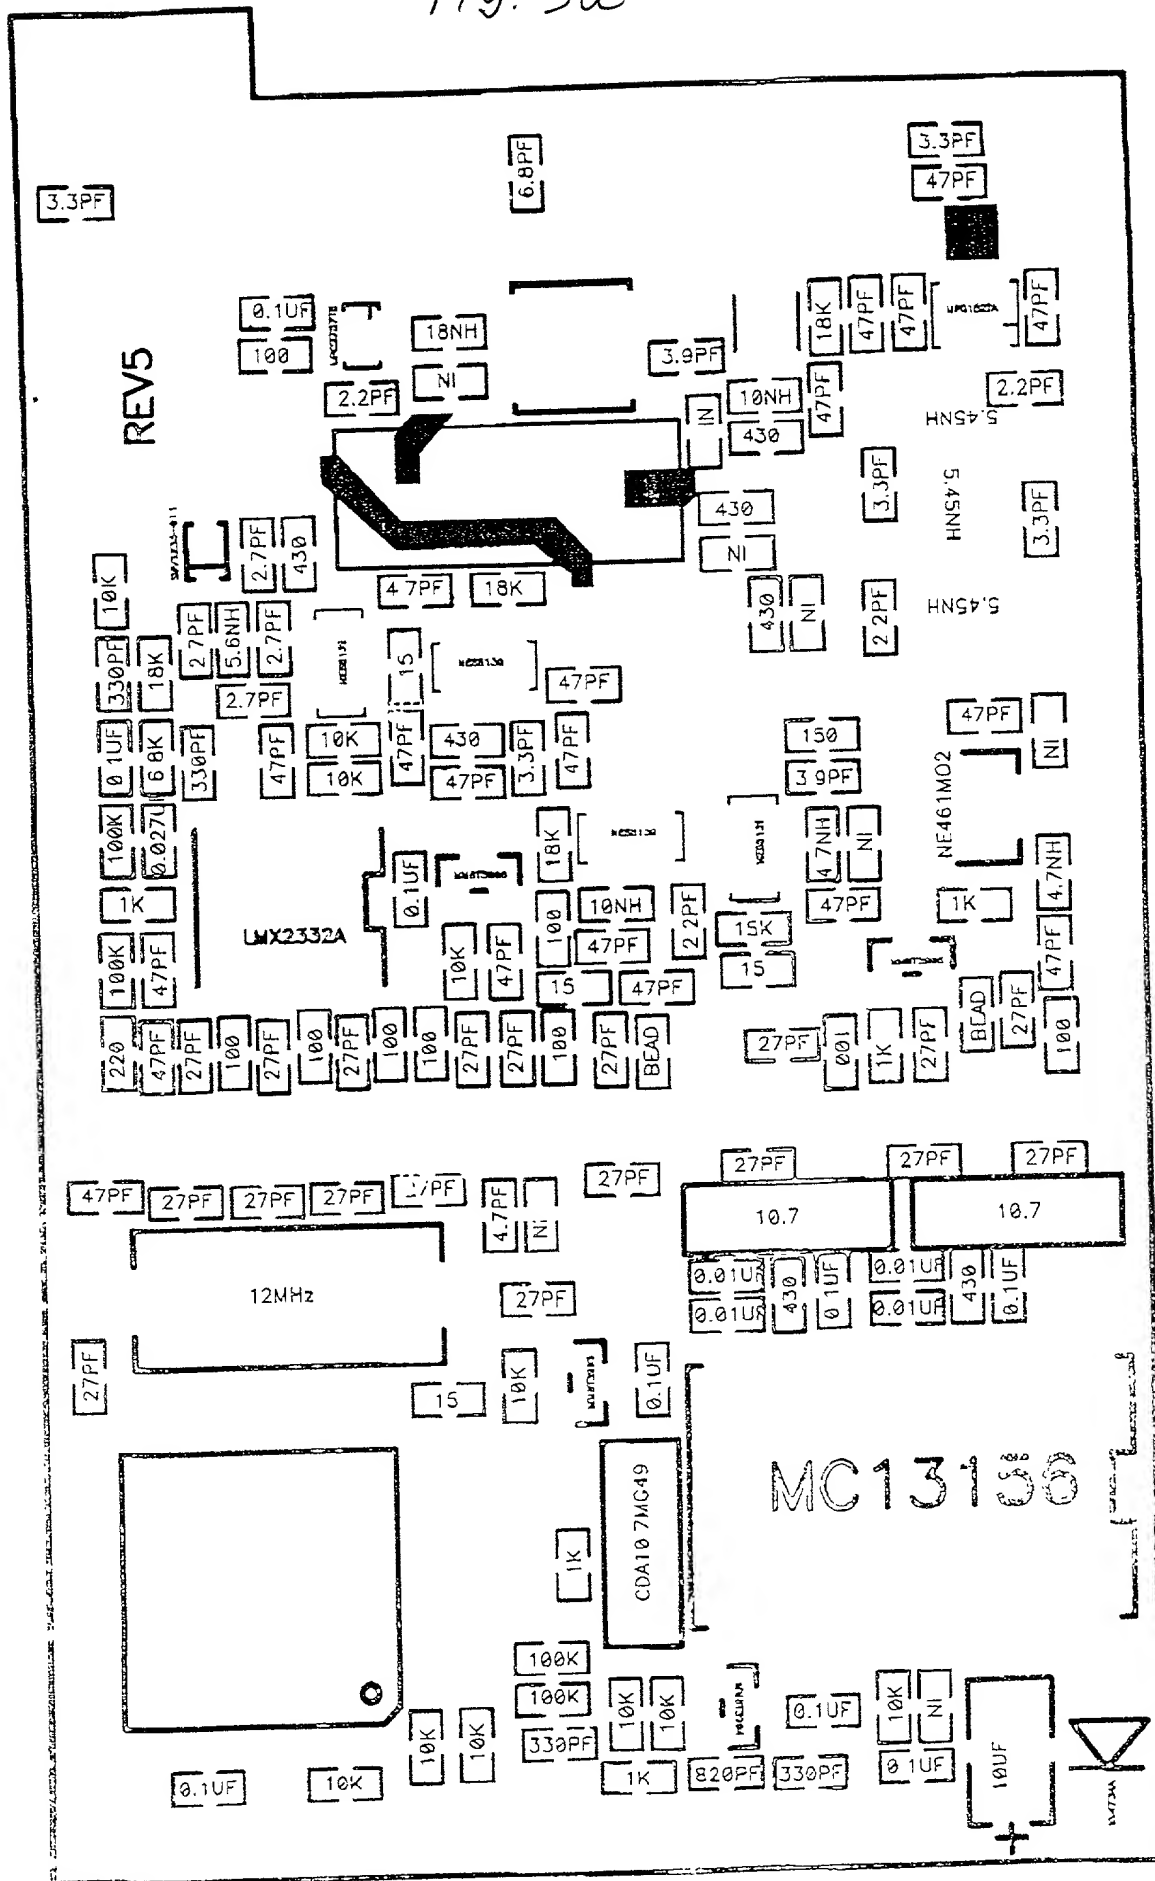 3.3PF
6.8PF
3.3PF
47PF
0.1UF
100
18NH
NI
2.2PF
REV5
3.9PF
18K
47PF
47PF
47PF
10NH
47PF
430
NI
2.2PF
5.45NH
3.3PF
5.45NH
3.3PF
430
NI
10K
2.7PF
430
4.7PF
18K
430
NI
2.2PF
5.45NH
330PF
18K
2.7PF
5.6NH
2.7PF
15
2.7PF
47PF
47PF
NI
0.1UF
6.8K
330PF
47PF
10K
10K
47PF
430
47PF
3.3PF
47PF
150
3.9PF
NE461M02
100K
0.027U
18K
4.7NH
NI
4.7NH
1K
LMX2332A
0.1UF
100
10NH
2.2PF
47PF
1K
15K
15
100K
47PF
10K
47PF
47PF
15
47PF
47PF
BEAD
27PF
220
47PF
27PF
100
27PF
100
27PF
100
100
27PF
27PF
100
27PF
BEAD
27PF
100
1K
27PF
100
47PF
27PF
27PF
27PF
27PF
4.7PF
NI
27PF
27PF
27PF
27PF
10.7
10.7
12MHz
27PF
0.01UF
0.01UF
430
0.1UF
0.01UF
0.01UF
430
0.1UF
27PF
15
10K
0.1UF
MC131
CDA10.7MG49
1K
100K
100K
330PF
10K
10K
10K
10K
1K
820PF
330PF
0.1UF
10K
NI
0.1UF
10UF
+
0.1UF
10K